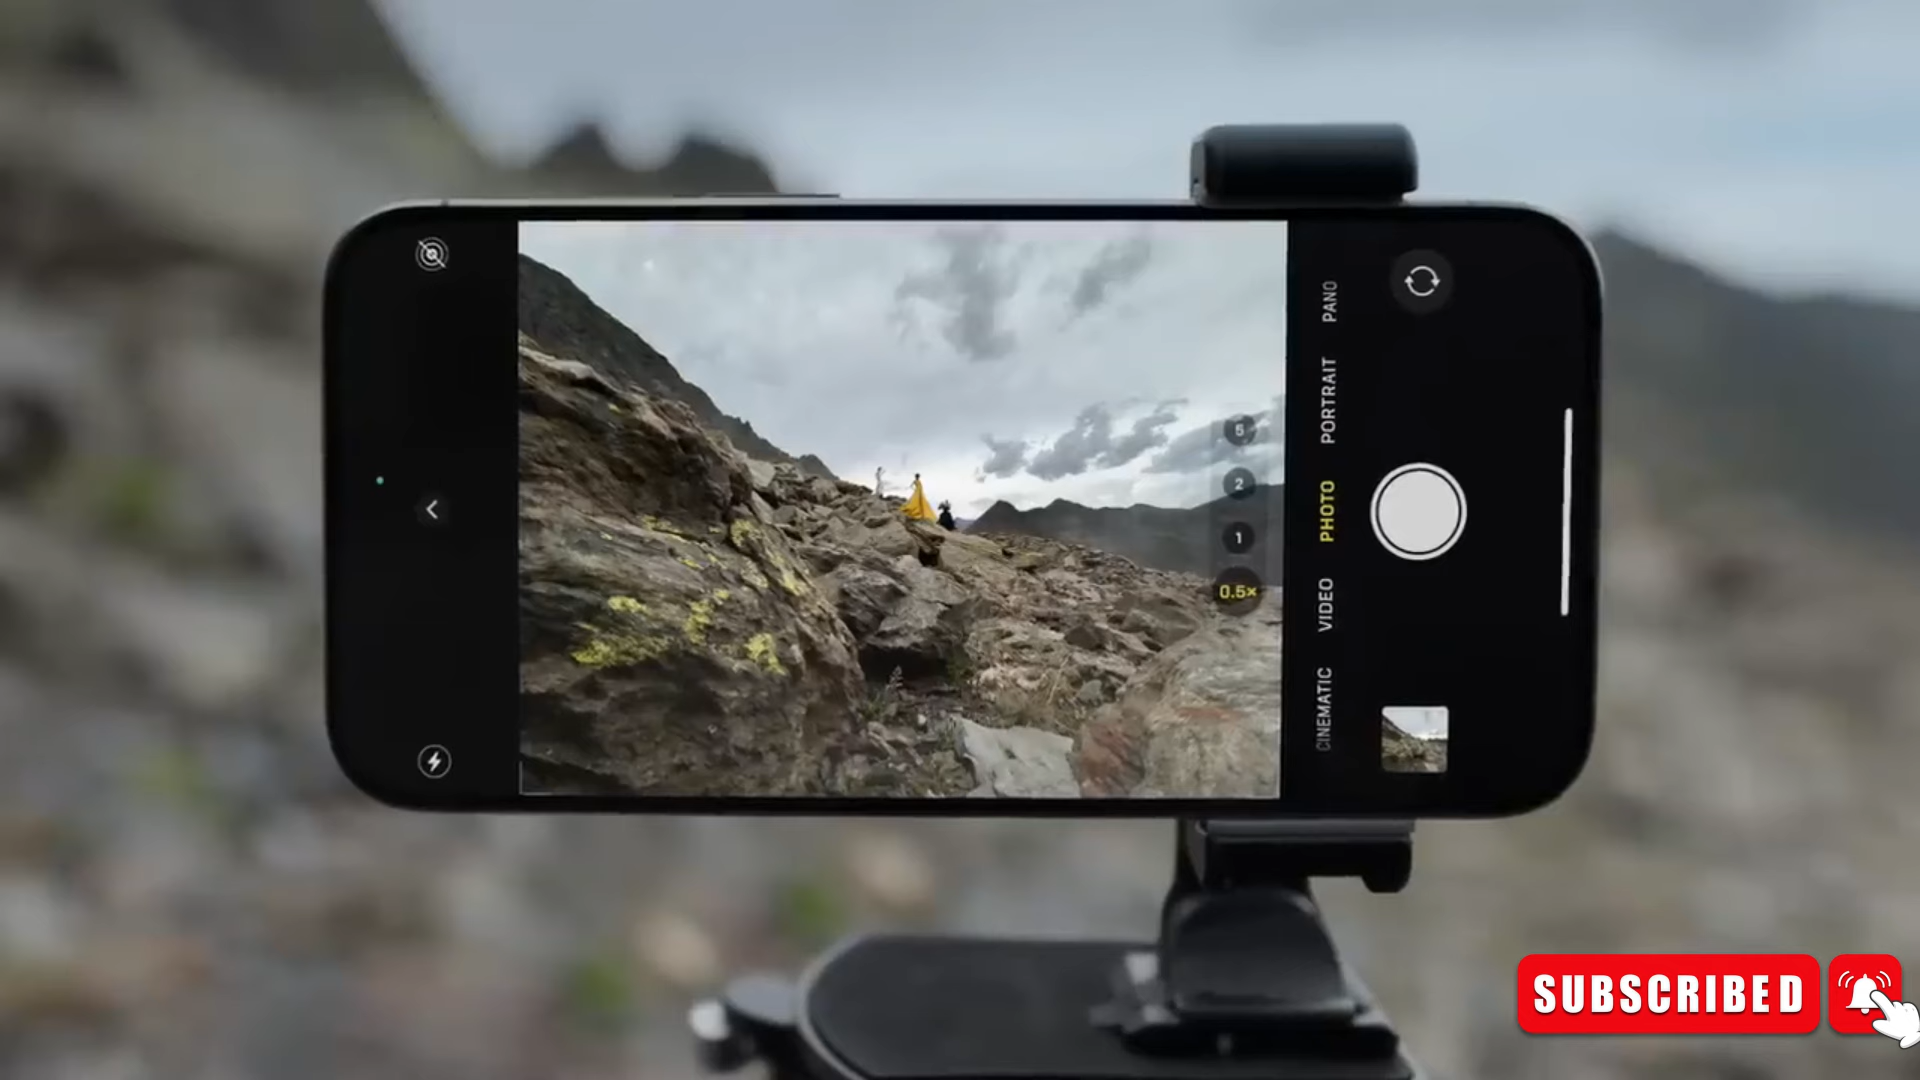 PANO
PORTRAIT
PHOTO
VIDEO
CINEMATIC
5
2
1
0.5×
SUBSCRIBED